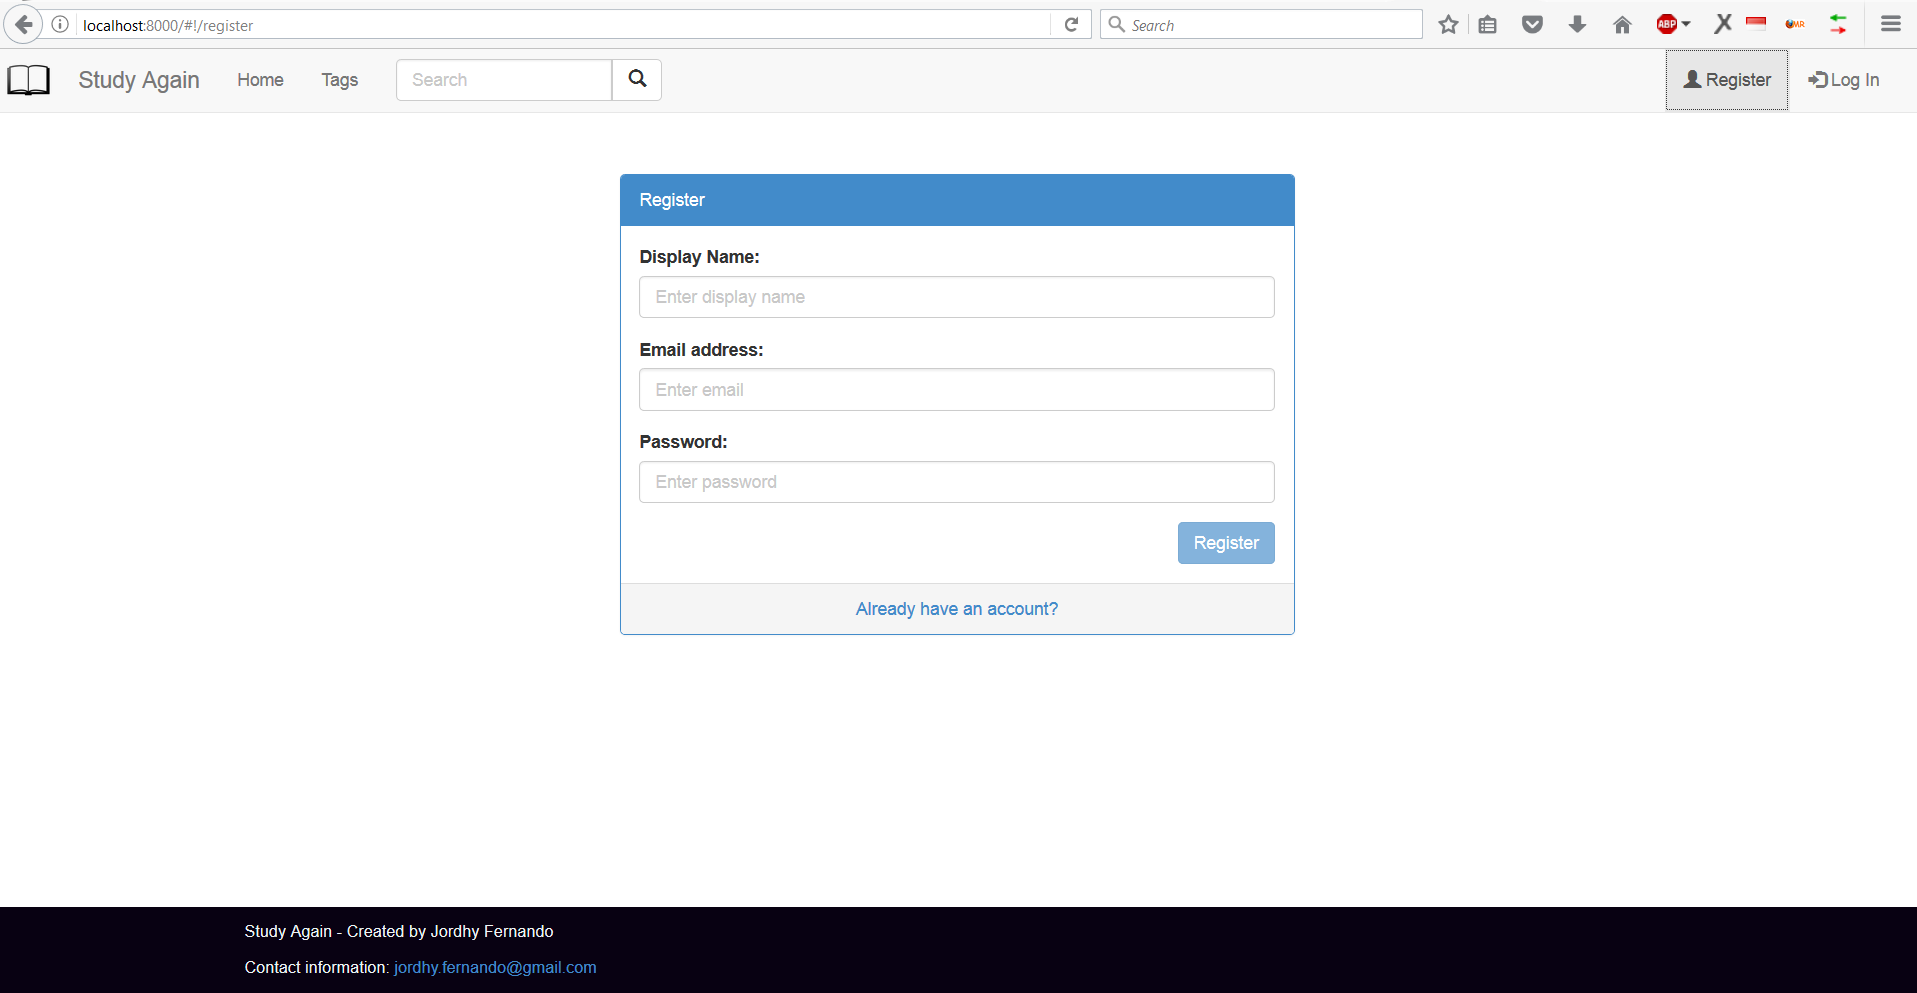 localhost:8000/#!/register
Search
ABP
Study Again
Home
Tags
Search
Register
Log In
Register
Display Name:
Enter display name
Email address:
Enter email
Password:
Enter password
Register
Already have an account?
Study Again - Created by Jordhy Fernando
Contact information: jordhy.fernando@gmail.com